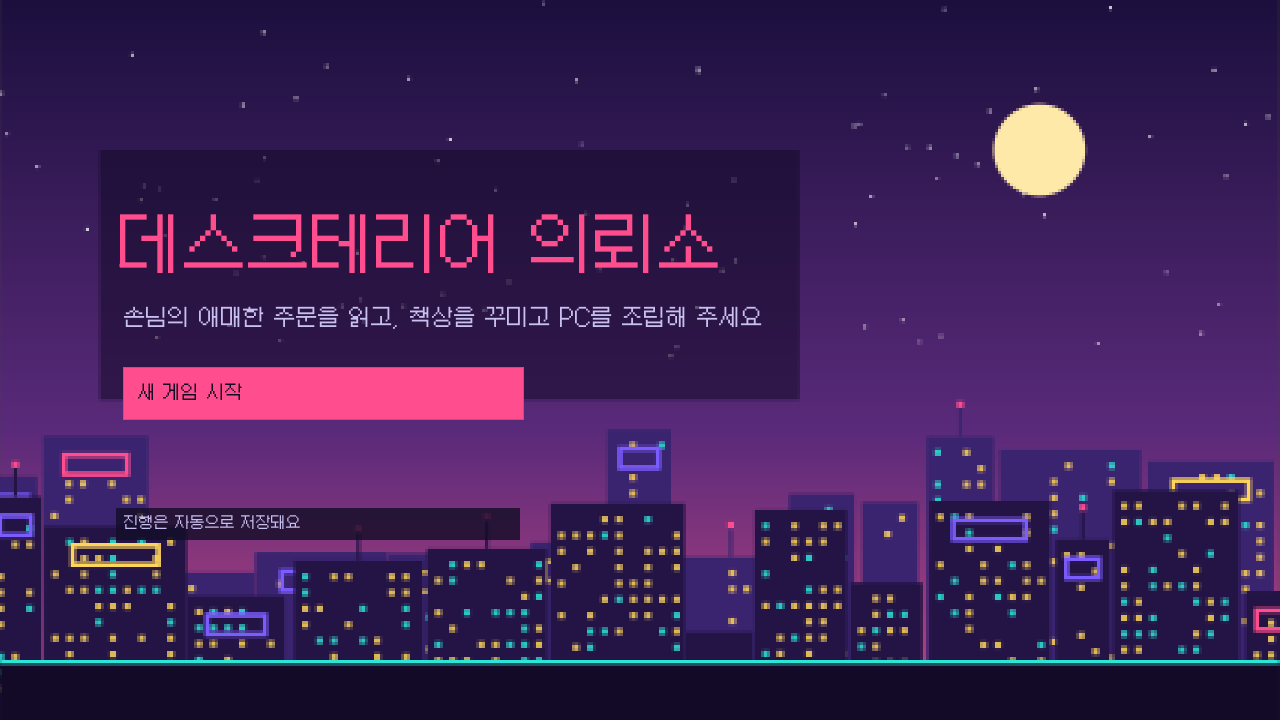 데스크테리어 의뢰소
손님의 애매한 주문을 읽고, 책상을 꾸미고 PC를 조립해 주세요
새 게임 시작
진행은 자동으로 저장돼요